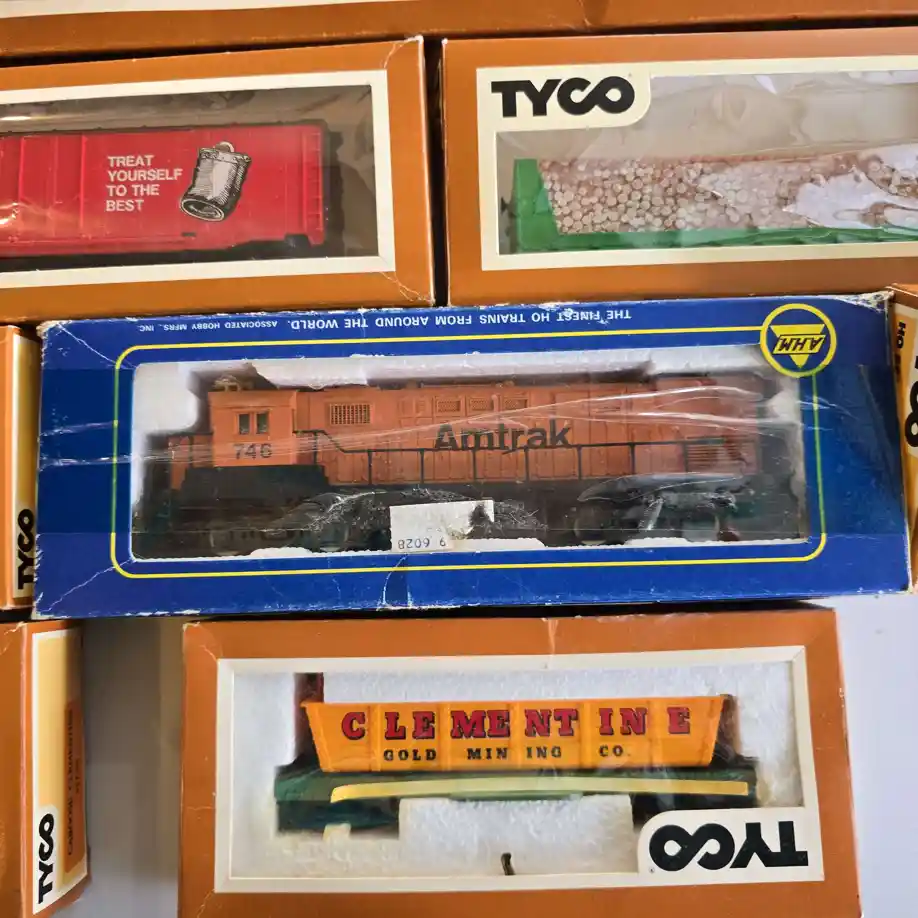 TREAT
YOURSELF
TO THE
BEST
TYCO
THE FINEST HO TRAINS FROM AROUND THE WORLD. ASSOCIATED HOBBY MFRS., INC.
AHM
Amtrak
746
9 6028
TYCO
CLEMENTINE
GOLD MINING CO.
TYCO
TYCO